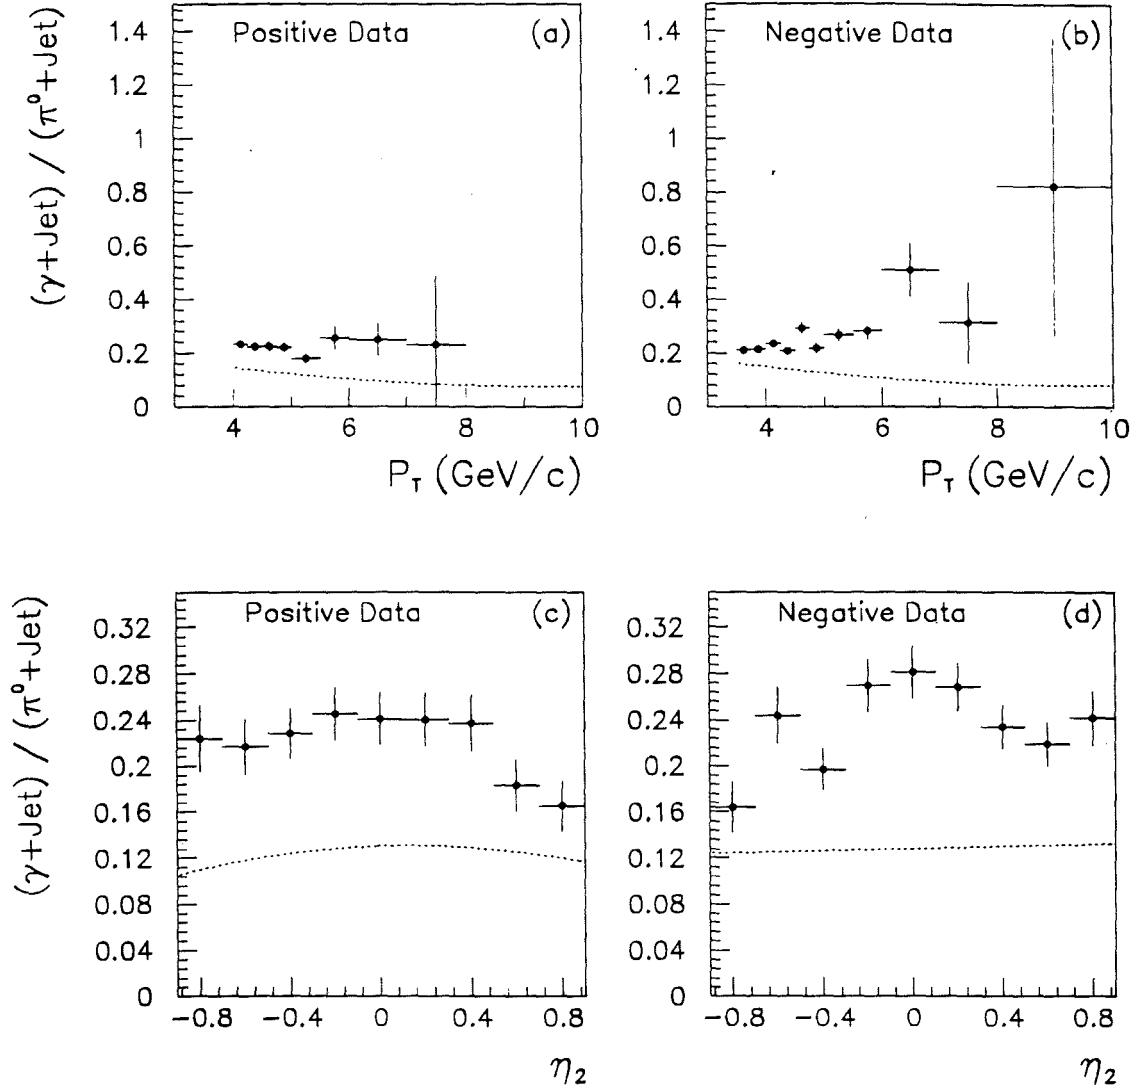 Positive Data (a)
(γ+Jet) / (π⁰+Jet)
1.4
1.2
1
0.8
0.6
0.4
0.2
0
4 6 8 10
P_T (GeV/c)
Negative Data (b)
1.4
1.2
1
0.8
0.6
0.4
0.2
0
4 6 8 10
P_T (GeV/c)
Positive Data (c)
(γ+Jet) / (π⁰+Jet)
0.32
0.28
0.24
0.2
0.16
0.12
0.08
0.04
0
−0.8 −0.4 0 0.4 0.8
η₂
Negative Data (d)
0.32
0.28
0.24
0.2
0.16
0.12
0.08
0.04
0
−0.8 −0.4 0 0.4 0.8
η₂